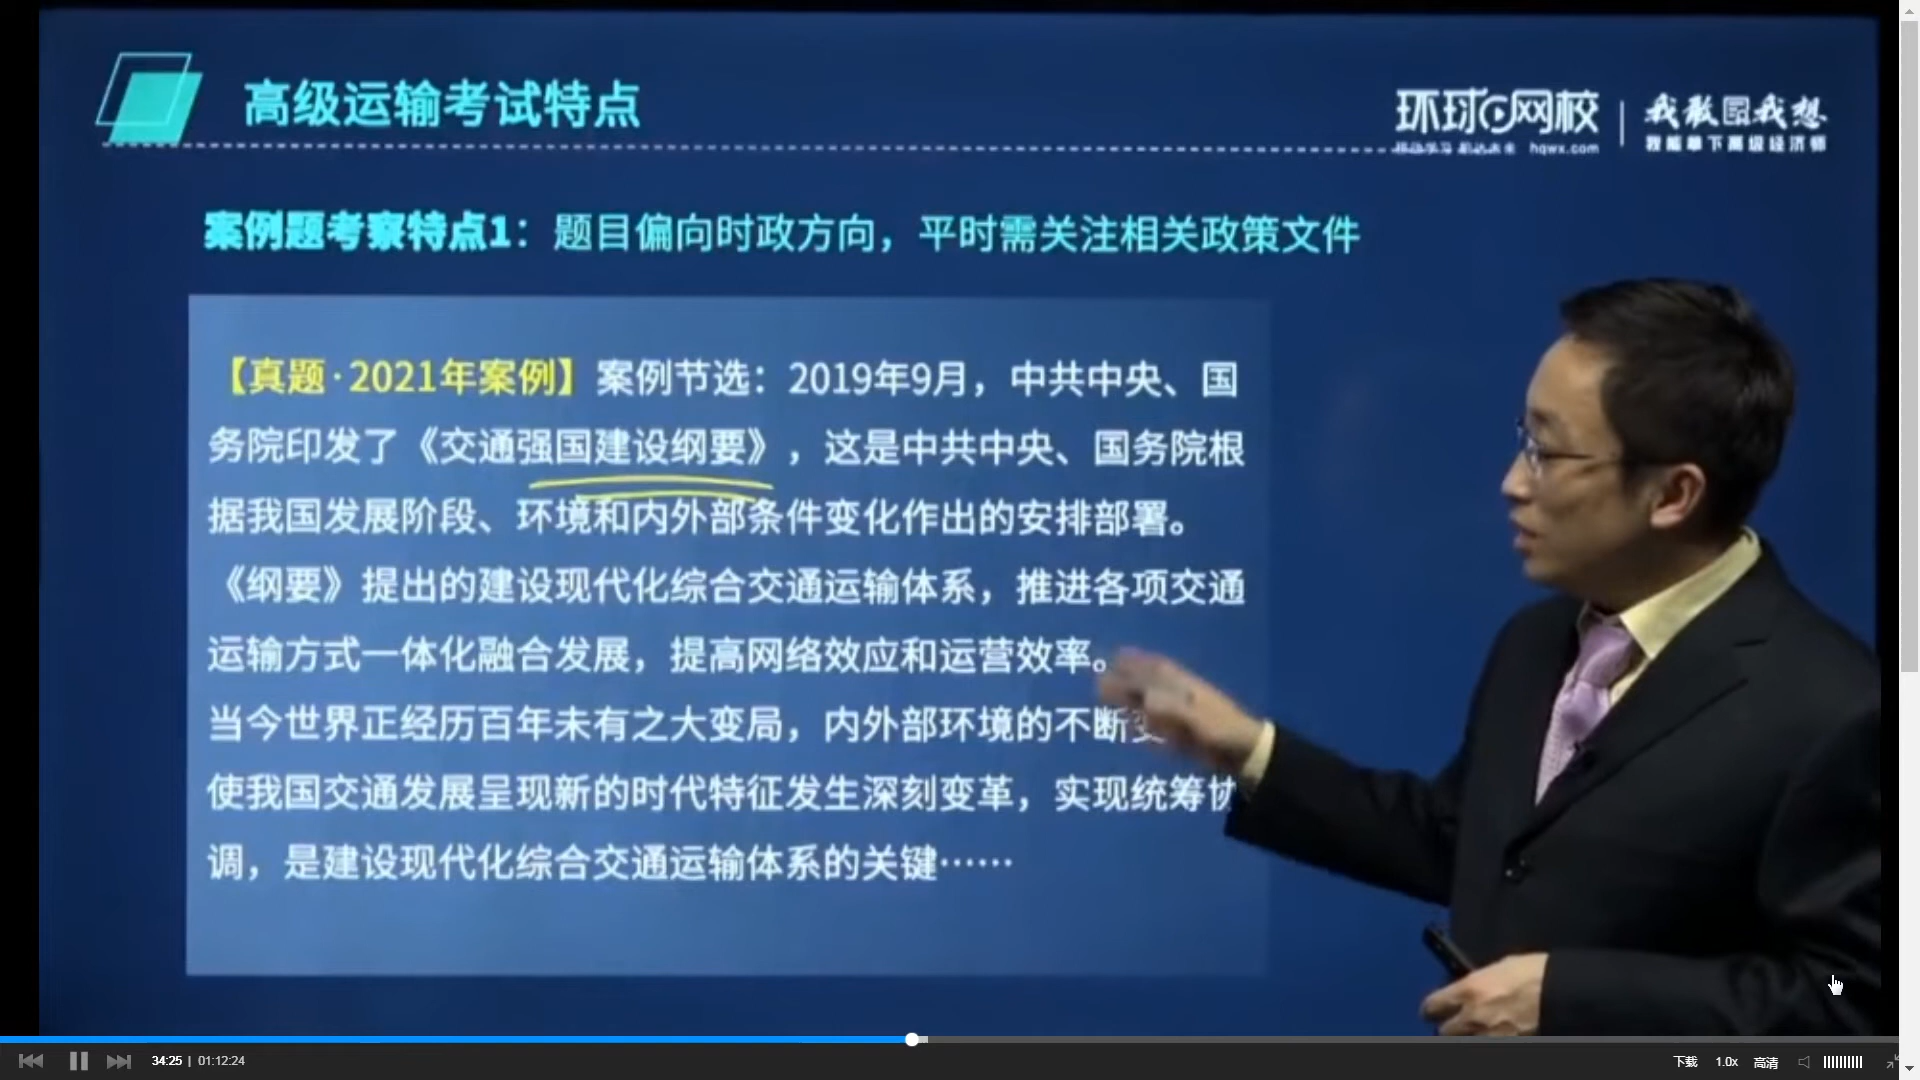 高级运输考试特点
环球网校
我敢 我想
hqwx.com
我能拿下高级经济师
案例题考察特点1：题目偏向时政方向，平时需关注相关政策文件
【真题·2021年案例】案例节选：2019年9月，中共中央、国
务院印发了《交通强国建设纲要》，这是中共中央、国务院根
据我国发展阶段、环境和内外部条件变化作出的安排部署。
《纲要》提出的建设现代化综合交通运输体系，推进各项交通
运输方式一体化融合发展，提高网络效应和运营效率。
当今世界正经历百年未有之大变局，内外部环境的不断变
使我国交通发展呈现新的时代特征发生深刻变革，实现统筹协
调，是建设现代化综合交通运输体系的关键……
34:25 | 01:12:24
下载 1.0x 高清